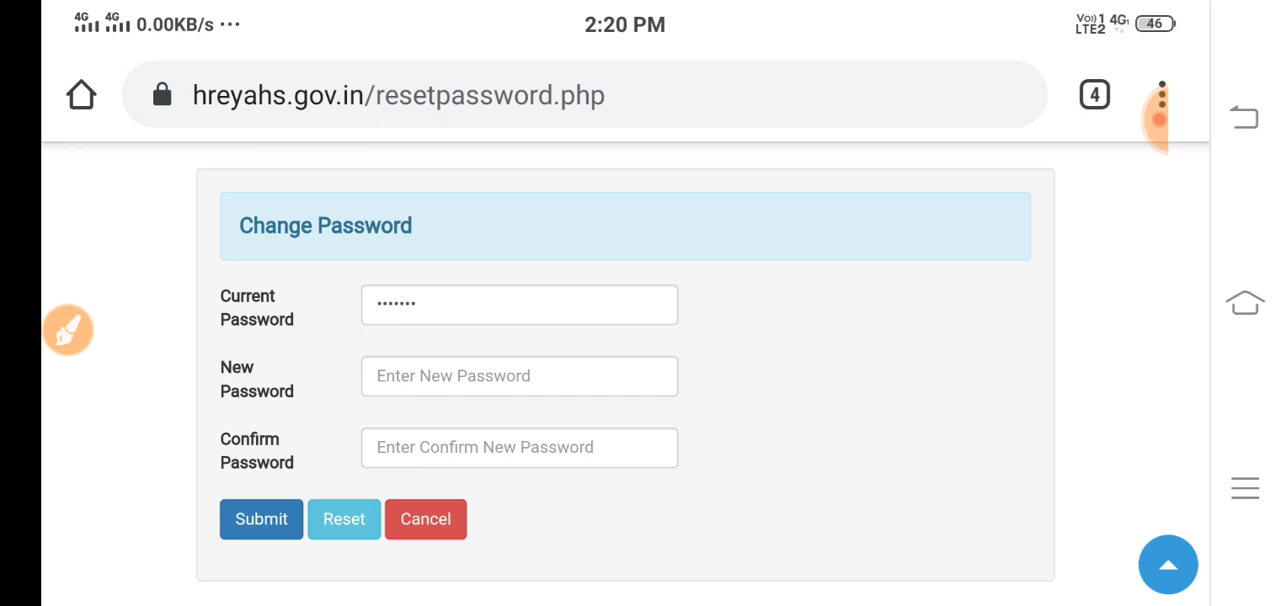 4G 4G 0.00KB/s ... 2:20 PM Vo)) 1 4G LTE2 46
hreyahs.gov.in/resetpassword.php 4
Change Password
Current
Password
•••••••
New
Password
Enter New Password
Confirm
Password
Enter Confirm New Password
Submit Reset Cancel